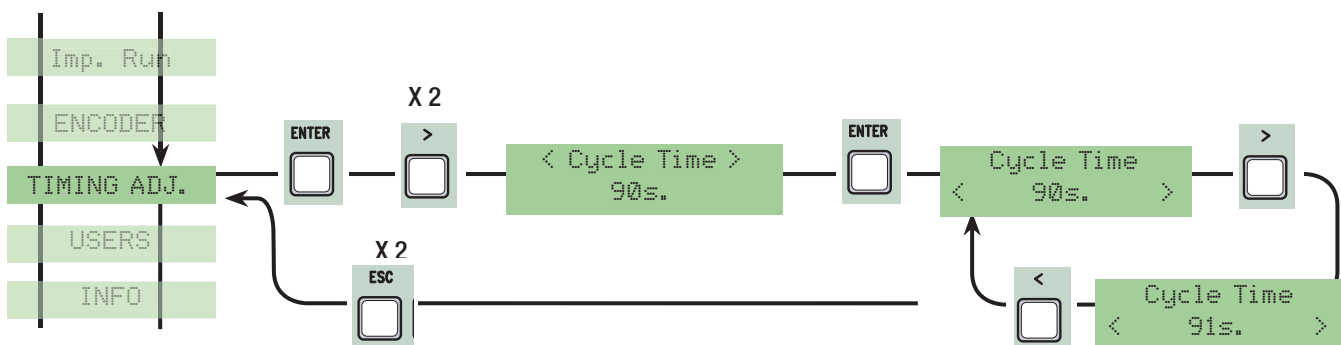 Imp. Run
ENCODER
TIMING ADJ.
USERS
INFO
ENTER
X 2
>
< Cycle Time >
90s.
ENTER
Cycle Time
< 90s. >
>
X 2
ESC
<
Cycle Time
< 91s. >